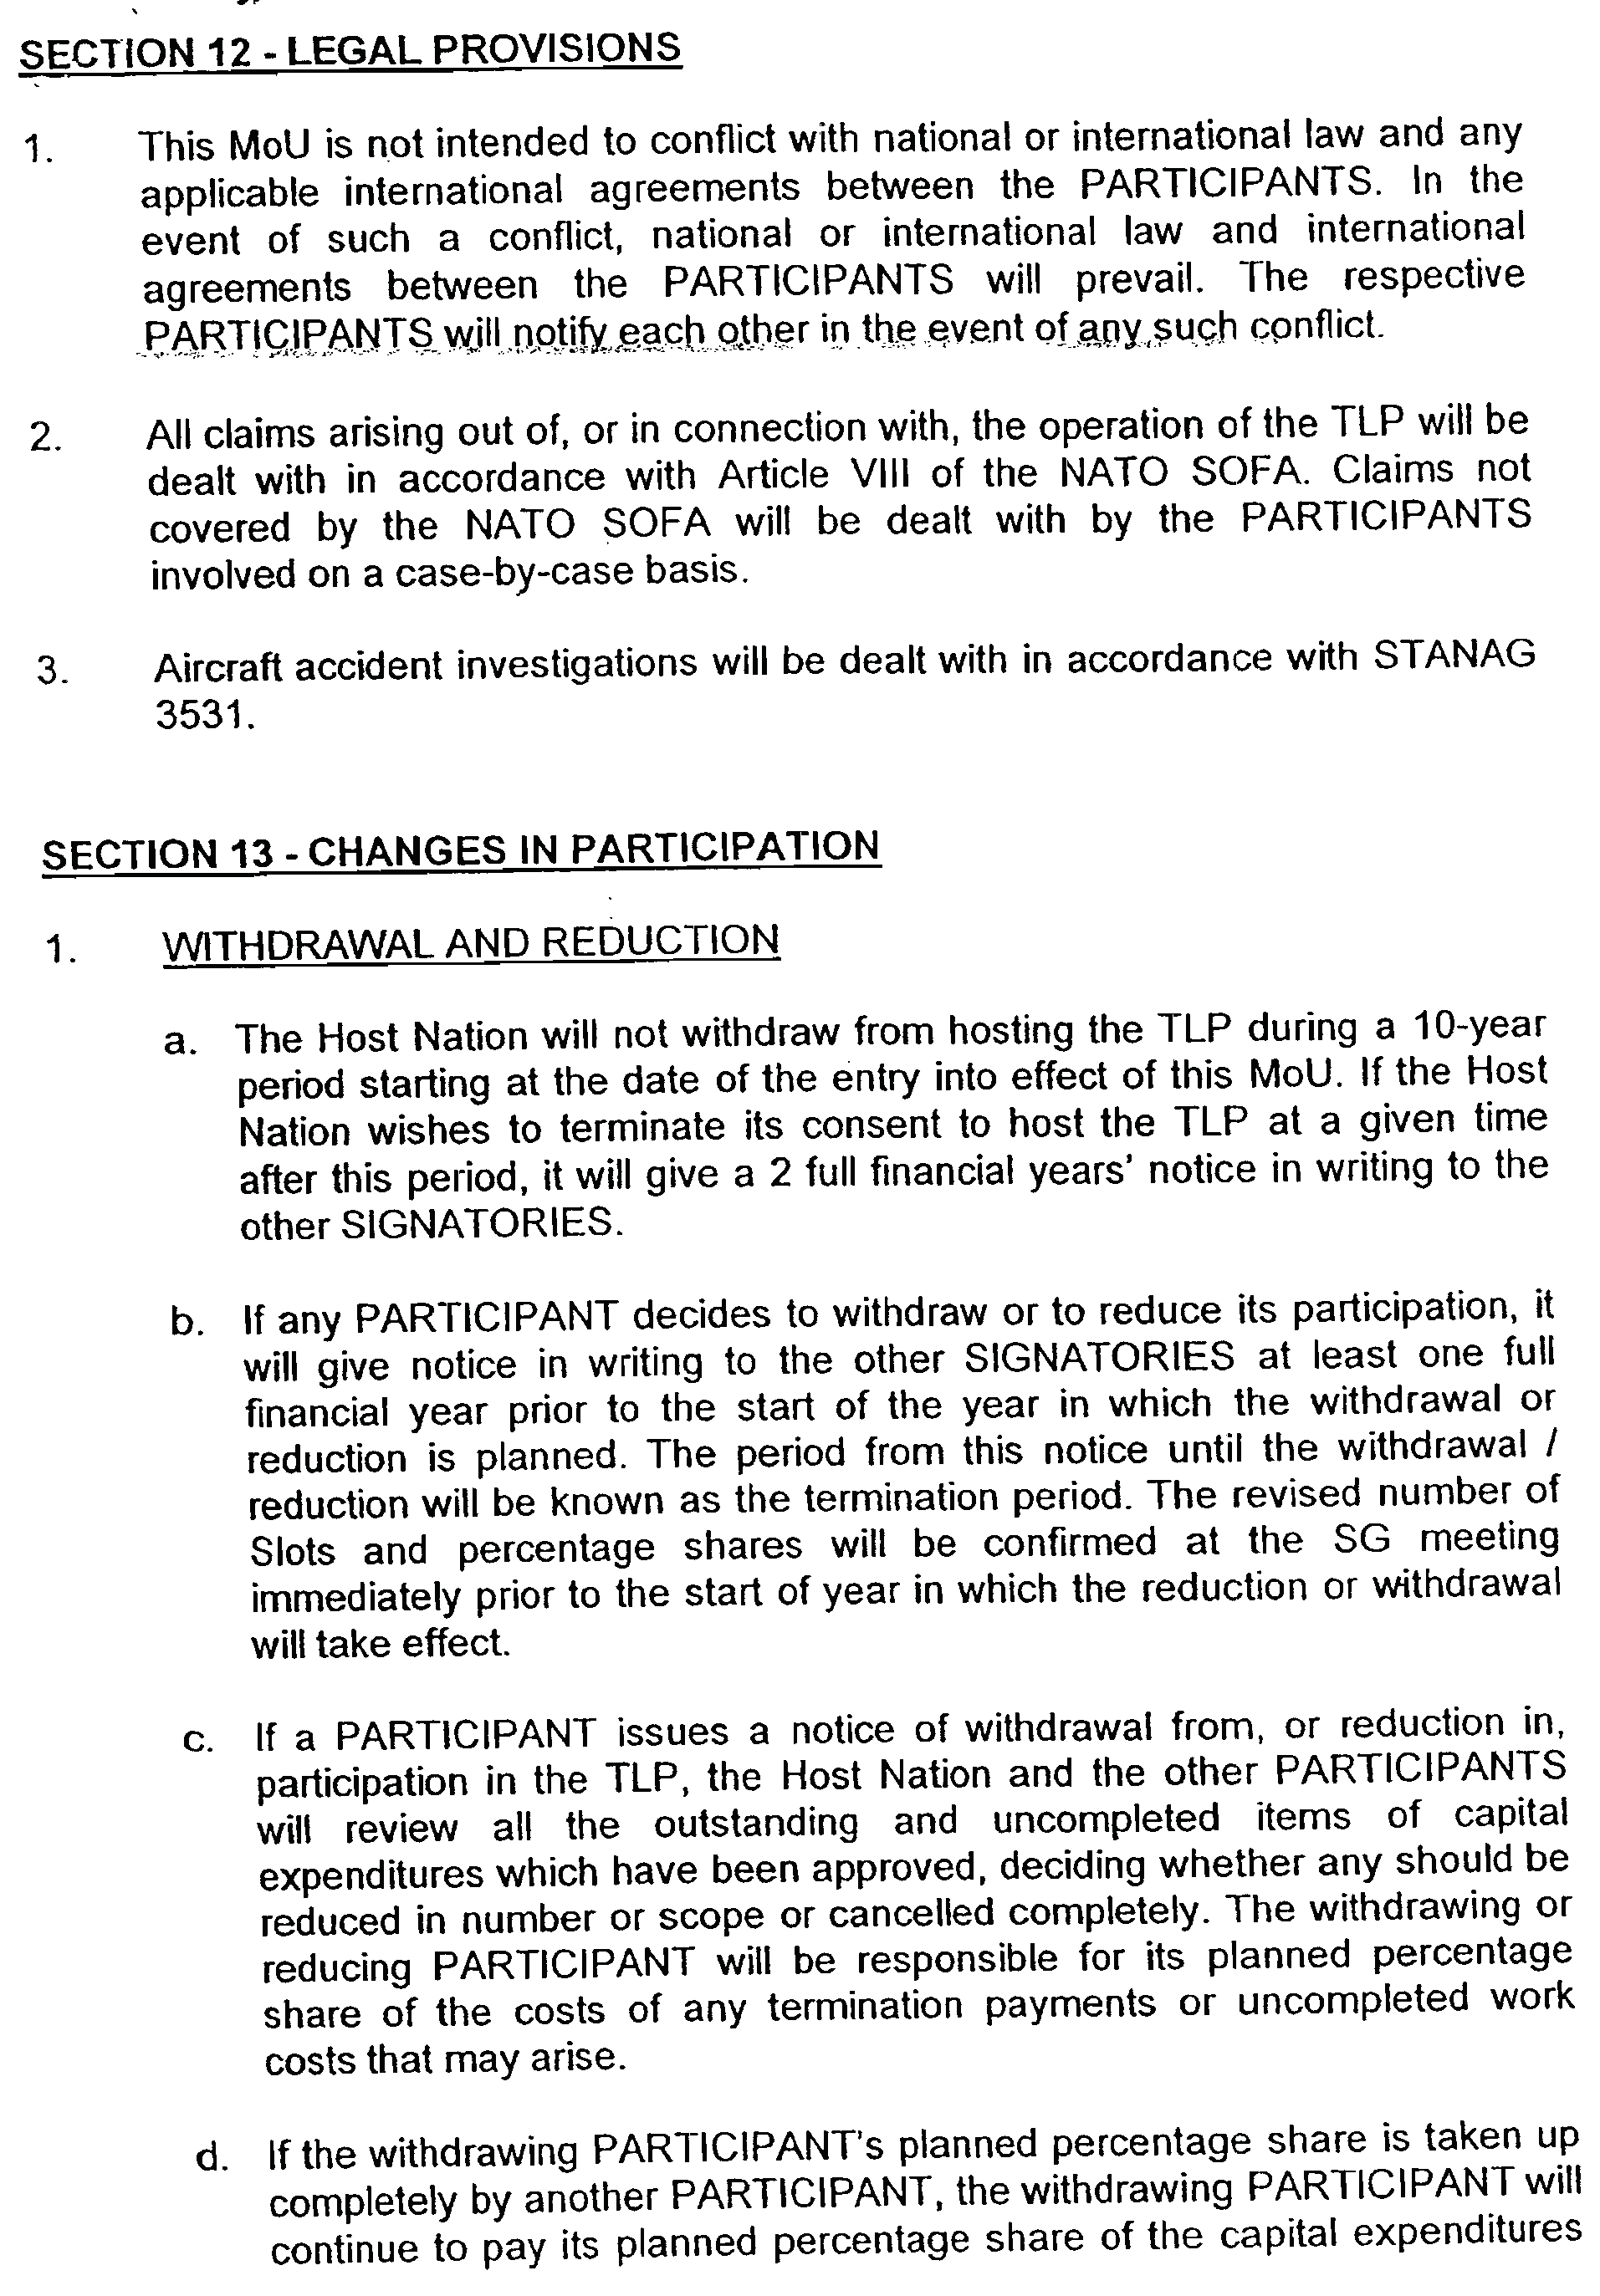 SECTION 12 - LEGAL PROVISIONS
1. This MoU is not intended to conflict with national or international law and any
applicable international agreements between the PARTICIPANTS. In the
event of such a conflict, national or international law and international
agreements between the PARTICIPANTS will prevail. The respective
PARTICIPANTS will notify each other in the event of any such conflict.
2. All claims arising out of, or in connection with, the operation of the TLP will be
dealt with in accordance with Article VIII of the NATO SOFA. Claims not
covered by the NATO SOFA will be dealt with by the PARTICIPANTS
involved on a case-by-case basis.
3. Aircraft accident investigations will be dealt with in accordance with STANAG
3531.
SECTION 13 - CHANGES IN PARTICIPATION
1. WITHDRAWAL AND REDUCTION
a. The Host Nation will not withdraw from hosting the TLP during a 10-year
period starting at the date of the entry into effect of this MoU. If the Host
Nation wishes to terminate its consent to host the TLP at a given time
after this period, it will give a 2 full financial years' notice in writing to the
other SIGNATORIES.
b. If any PARTICIPANT decides to withdraw or to reduce its participation, it
will give notice in writing to the other SIGNATORIES at least one full
financial year prior to the start of the year in which the withdrawal or
reduction is planned. The period from this notice until the withdrawal /
reduction will be known as the termination period. The revised number of
Slots and percentage shares will be confirmed at the SG meeting
immediately prior to the start of year in which the reduction or withdrawal
will take effect.
c. If a PARTICIPANT issues a notice of withdrawal from, or reduction in,
participation in the TLP, the Host Nation and the other PARTICIPANTS
will review all the outstanding and uncompleted items of capital
expenditures which have been approved, deciding whether any should be
reduced in number or scope or cancelled completely. The withdrawing or
reducing PARTICIPANT will be responsible for its planned percentage
share of the costs of any termination payments or uncompleted work
costs that may arise.
d. If the withdrawing PARTICIPANT's planned percentage share is taken up
completely by another PARTICIPANT, the withdrawing PARTICIPANT will
continue to pay its planned percentage share of the capital expenditures